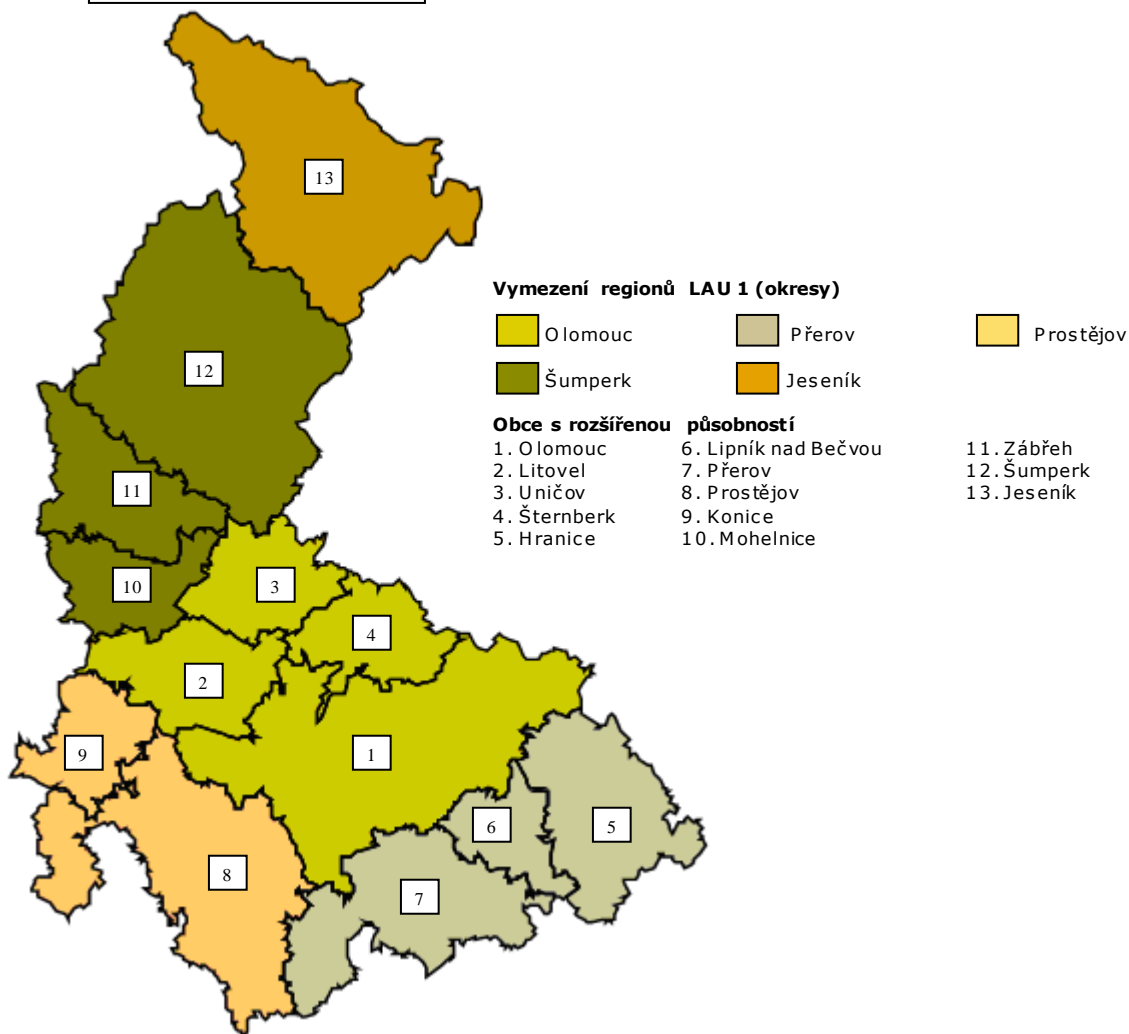 13
12
11
10
3
4
2
9
1
6
5
8
7
Vymezení regionů LAU 1 (okresy)
Olomouc Přerov Prostějov
Šumperk Jeseník
Obce s rozšířenou působností
1. Olomouc 6. Lipník nad Bečvou 11. Zábřeh
2. Litovel 7. Přerov 12. Šumperk
3. Uničov 8. Prostějov 13. Jeseník
4. Šternberk 9. Konice
5. Hranice 10. Mohelnice